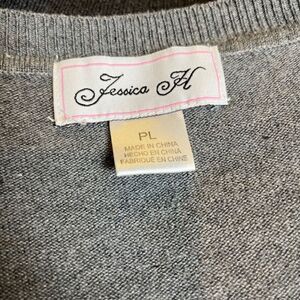 Jessica H
PL
MADE IN CHINA
HECHO EN CHINA
FABRIQUÉ EN CHINE